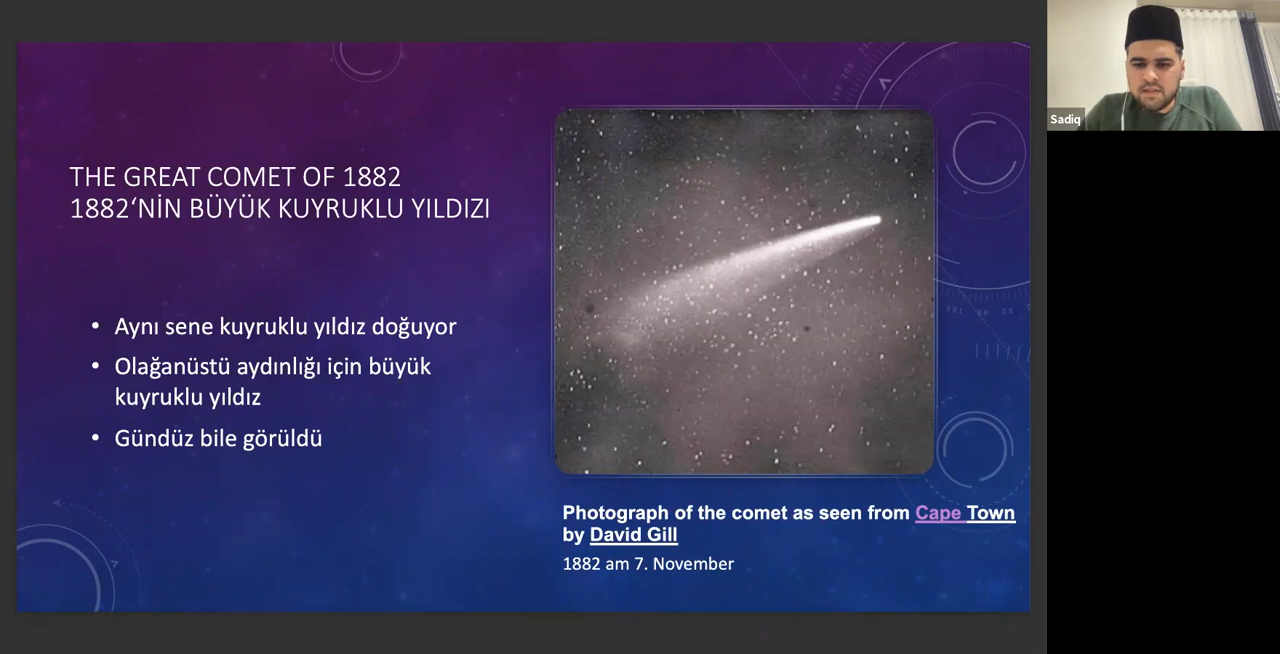 THE GREAT COMET OF 1882
1882‘NİN BÜYÜK KUYRUKLU YILDIZI
• Aynı sene kuyruklu yıldız doğuyor
• Olağanüstü aydınlığı için büyük
kuyruklu yıldız
• Gündüz bile görüldü
Photograph of the comet as seen from Cape Town
by David Gill
1882 am 7. November
Sadiq